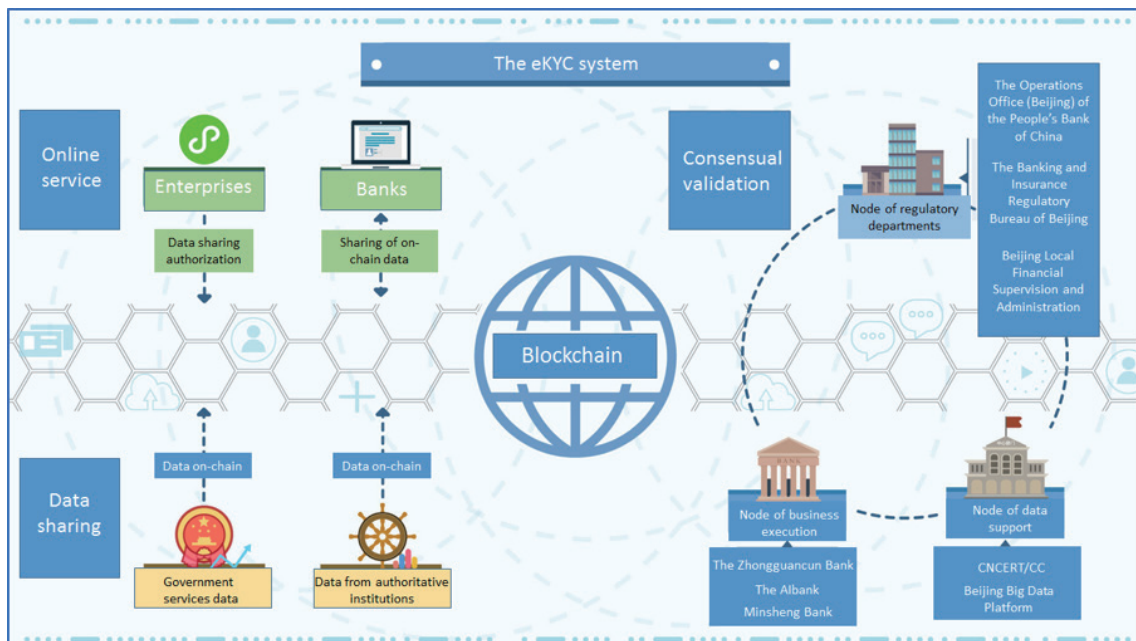 The eKYC system
Online
service
Enterprises
Banks
Data sharing
authorization
Sharing of on-
chain data
Consensual
validation
Node of regulatory
departments
The Operations
Office (Beijing) of
the People's Bank
of China
The Banking and
Insurance
Regulatory
Bureau of Beijing
Beijing Local
Financial
Supervision and
Administration
Blockchain
Data
sharing
Data on-chain
Data on-chain
Government
services data
Data from authoritative
institutions
BANK
Node of business
execution
The Zhongguancun Bank
The AIbank
Minsheng Bank
Node of data
support
CNCERT/CC
Beijing Big Data
Platform